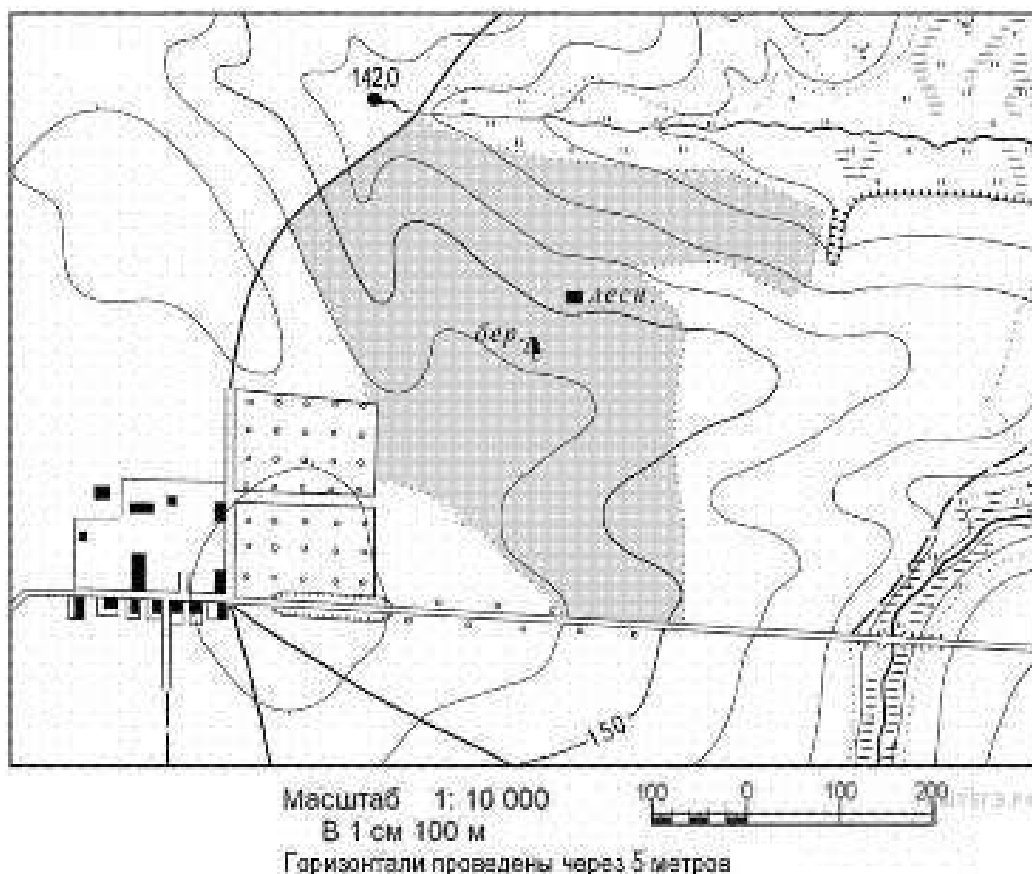 142,0
лесн.
бер.
150
Масштаб 1: 10 000
В 1 см 100 м
100 0 100 200
Горизонтали проведены через 5 метров